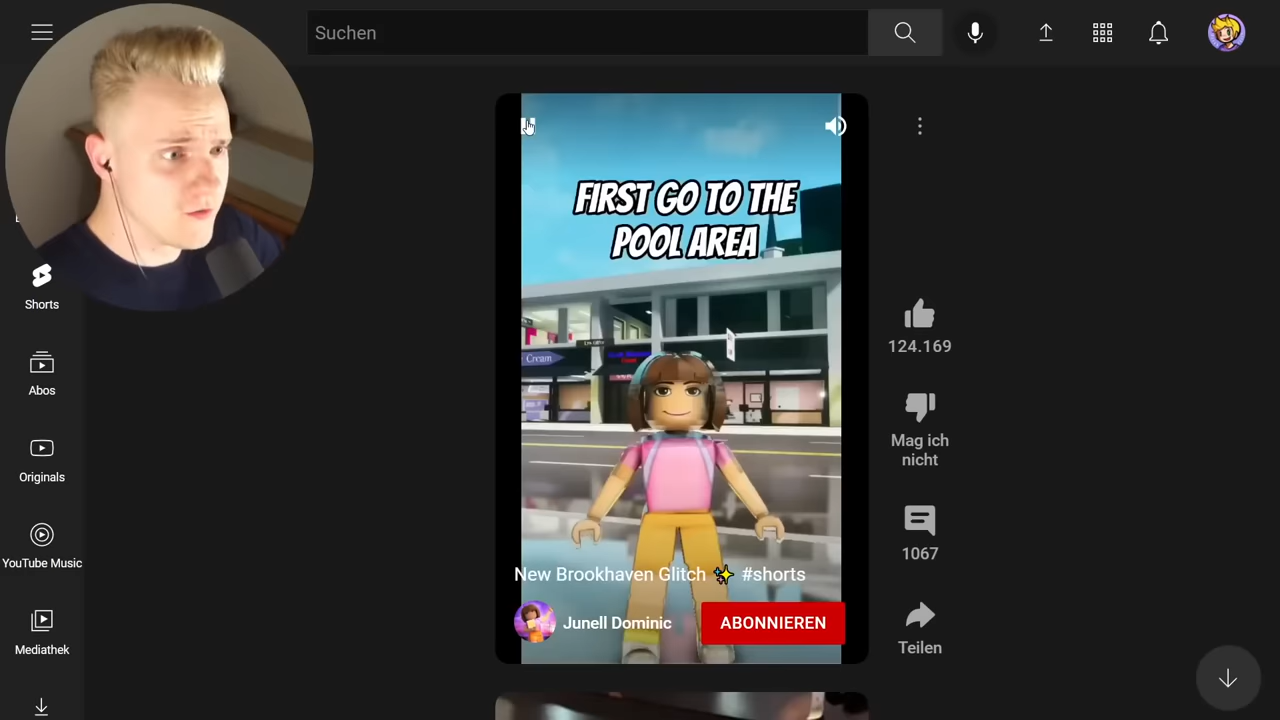 Suchen
FIRST GO TO THE
POOL AREA
Cream
Shorts
124.169
Abos
Mag ich
nicht
Originals
1067
YouTube Music
New Brookhaven Glitch ✨ #shorts
Junell Dominic
ABONNIEREN
Mediathek
Teilen